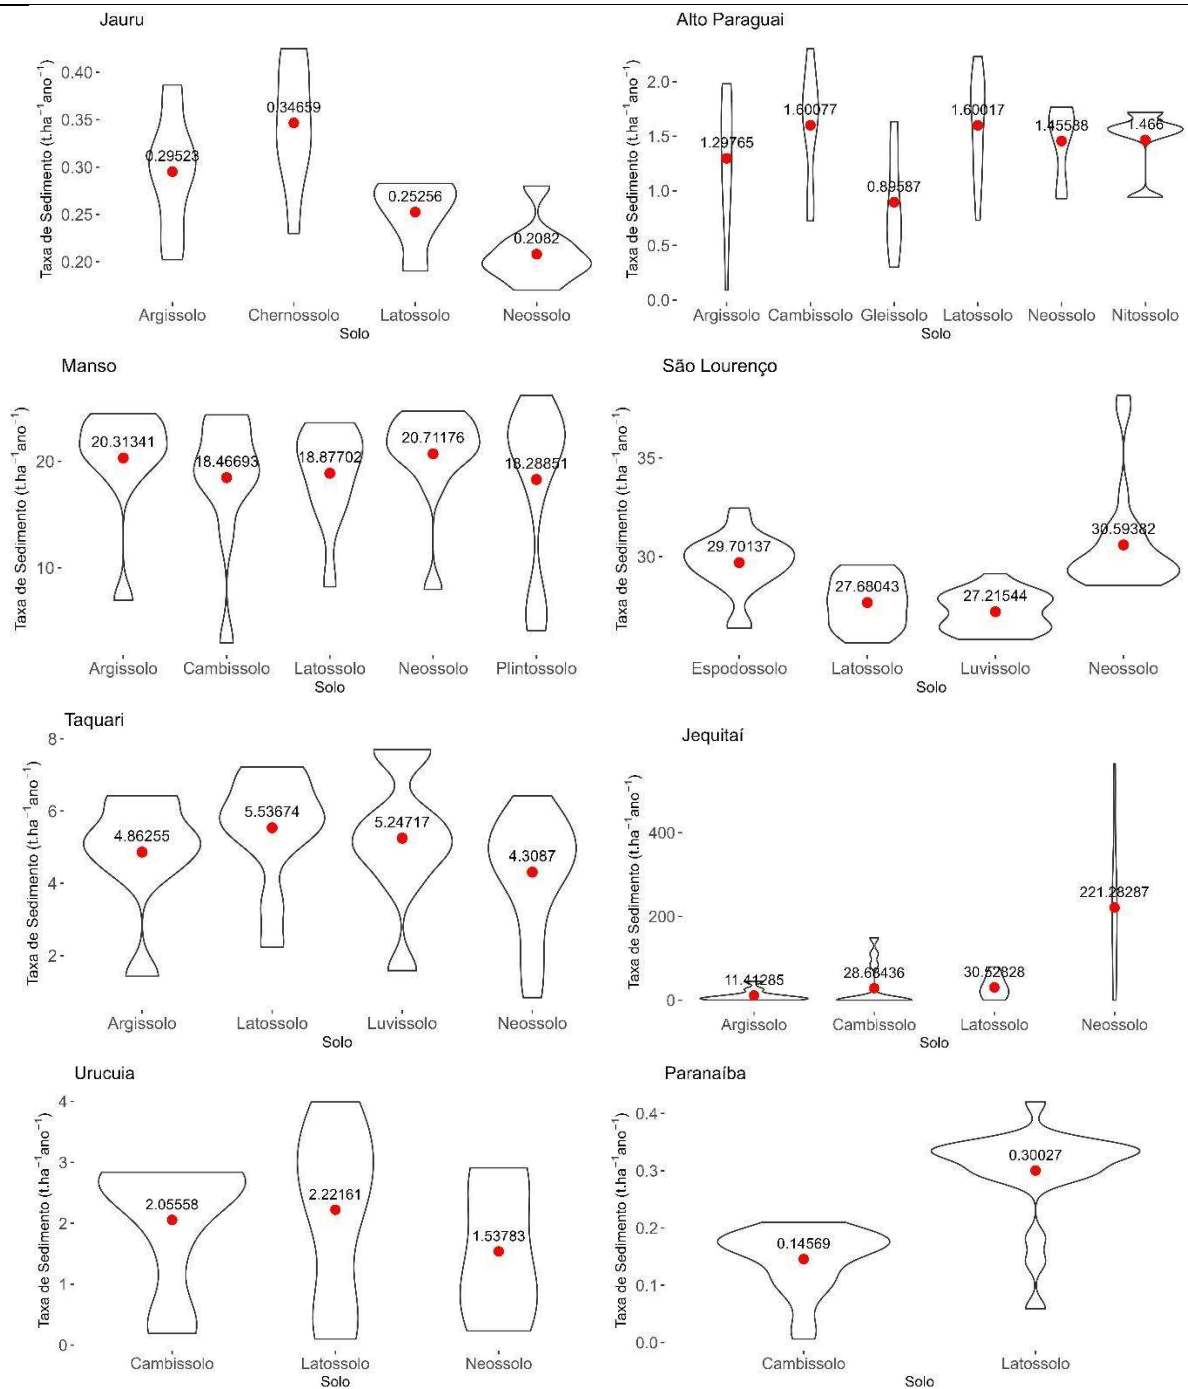 Jauru
Taxa de Sedimento (t.ha⁻¹ano⁻¹)
0.40
0.35
0.30
0.25
0.20
0.29523
0.34659
0.25256
0.2082
Argissolo Chernossolo Latossolo Neossolo
Solo
Alto Paraguai
Taxa de Sedimento (t.ha⁻¹ano⁻¹)
2.0
1.5
1.0
0.5
0.0
1.29765
1.60077
0.89587
1.60017
1.45588
1.466
Argissolo Cambissolo Gleissolo Latossolo Neossolo Nitossolo
Solo
Manso
Taxa de Sedimento (t.ha⁻¹ano⁻¹)
20
10
20.31341
18.46693
18.87702
20.71176
18.28851
Argissolo Cambissolo Latossolo Neossolo Plintossolo
Solo
São Lourenço
Taxa de Sedimento (t.ha⁻¹ano⁻¹)
35
30
29.70137
27.68043
27.21544
30.59382
Espodossolo Latossolo Luvissolo Neossolo
Solo
Taquari
Taxa de Sedimento (t.ha⁻¹ano⁻¹)
8
6
4
2
4.86255
5.53674
5.24717
4.3087
Argissolo Latossolo Luvissolo Neossolo
Solo
Jequitaí
Taxa de Sedimento (t.ha⁻¹ano⁻¹)
400
200
0
11.41285
28.68436
30.52828
221.28287
Argissolo Cambissolo Latossolo Neossolo
Solo
Urucuia
Taxa de Sedimento (t.ha⁻¹ano⁻¹)
4
3
2
1
0
2.05558
2.22161
1.53783
Cambissolo Latossolo Neossolo
Solo
Paranaíba
Taxa de Sedimento (t.ha⁻¹ano⁻¹)
0.4
0.3
0.2
0.1
0.0
0.14569
0.30027
Cambissolo Latossolo
Solo